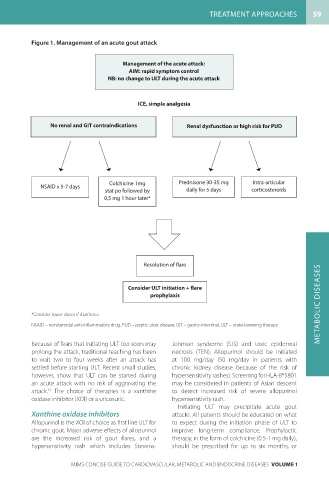 TREATMENT APPROACHES 59
Figure 1. Management of an acute gout attack
Management of the acute attack:
AIM: rapid symptom control
NB: no change to ULT during the acute attack
ICE, simple analgesia
No renal and GIT contraindications
Renal dysfunction or high risk for PUD
NSAID x 5-7 days
Colchicine 1mg
stat po followed by
0,5 mg 1 hour later*
Prednisone 30-35 mg
daily for 5 days
Intra-articular
corticosteroids
Resolution of flare
Consider ULT initiation + flare
prophylaxis
*Consider lower doses if diarrhoea
NSAID – nonsteroidal anti-inflammatory drug, PUD – peptic ulcer disease, GIT – gastro-intestinal, ULT – urate-lowering therapy
Because of fears that initiating ULT too soon may
prolong the attack, traditional teaching has been
to wait two to four weeks after an attack has
settled before starting ULT. Recent small studies,
however, show that ULT can be started during
an acute attack with no risk of aggravating the
attack. The choice of therapies is a xanthine
oxidase inhibitor (XOI) or a uricosuric.
Xanthine oxidase inhibitors
Allopurinol is the XOI of choice as first line ULT for
chronic gout. Major adverse effects of allopurinol
are the increased risk of gout flares, and a
hypersensitivity rash which includes Stevens-
Johnson syndrome (SJS) and toxic epidermal
necrosis (TEN). Allopurinol should be initiated
at 100 mg/day (50 mg/day in patients with
chronic kidney disease because of the risk of
hypersensitivity rashes). Screening for HLA-B*5801
may be considered in patients of Asian descent
to detect increased risk of severe allopurinol
hypersensitivity rash.
Initiating ULT may precipitate acute gout
attacks. All patients should be educated on what
to expect during the initiation phase of ULT to
improve long-term compliance. Prophylactic
therapy, in the form of colchicine (0.5-1 mg daily),
should be prescribed for up to six months, or
METABOLIC DISEASES
MIMS CONCISE GUIDE TO CARDIOVASCULAR, METABOLIC AND ENDOCRINE DISEASES VOLUME 1